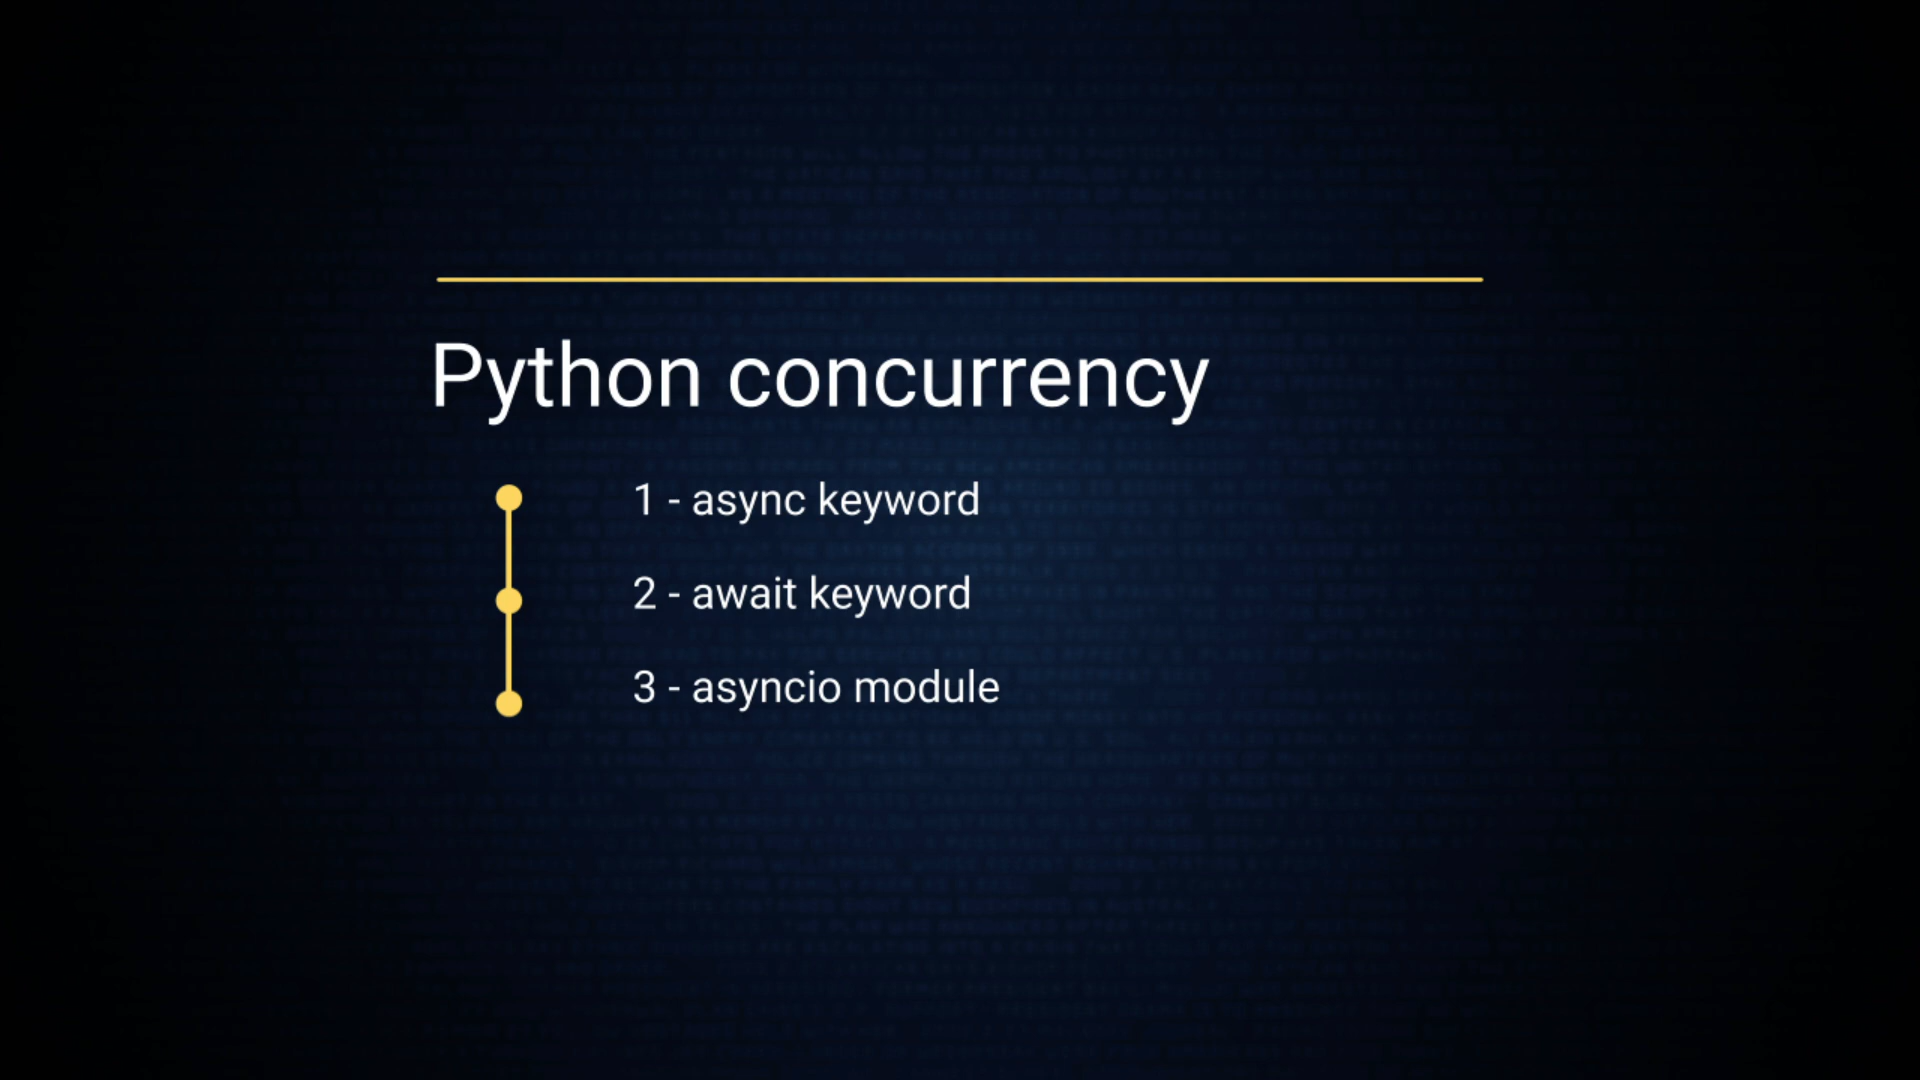 Python concurrency
1 - async keyword
2 - await keyword
3 - asyncio module